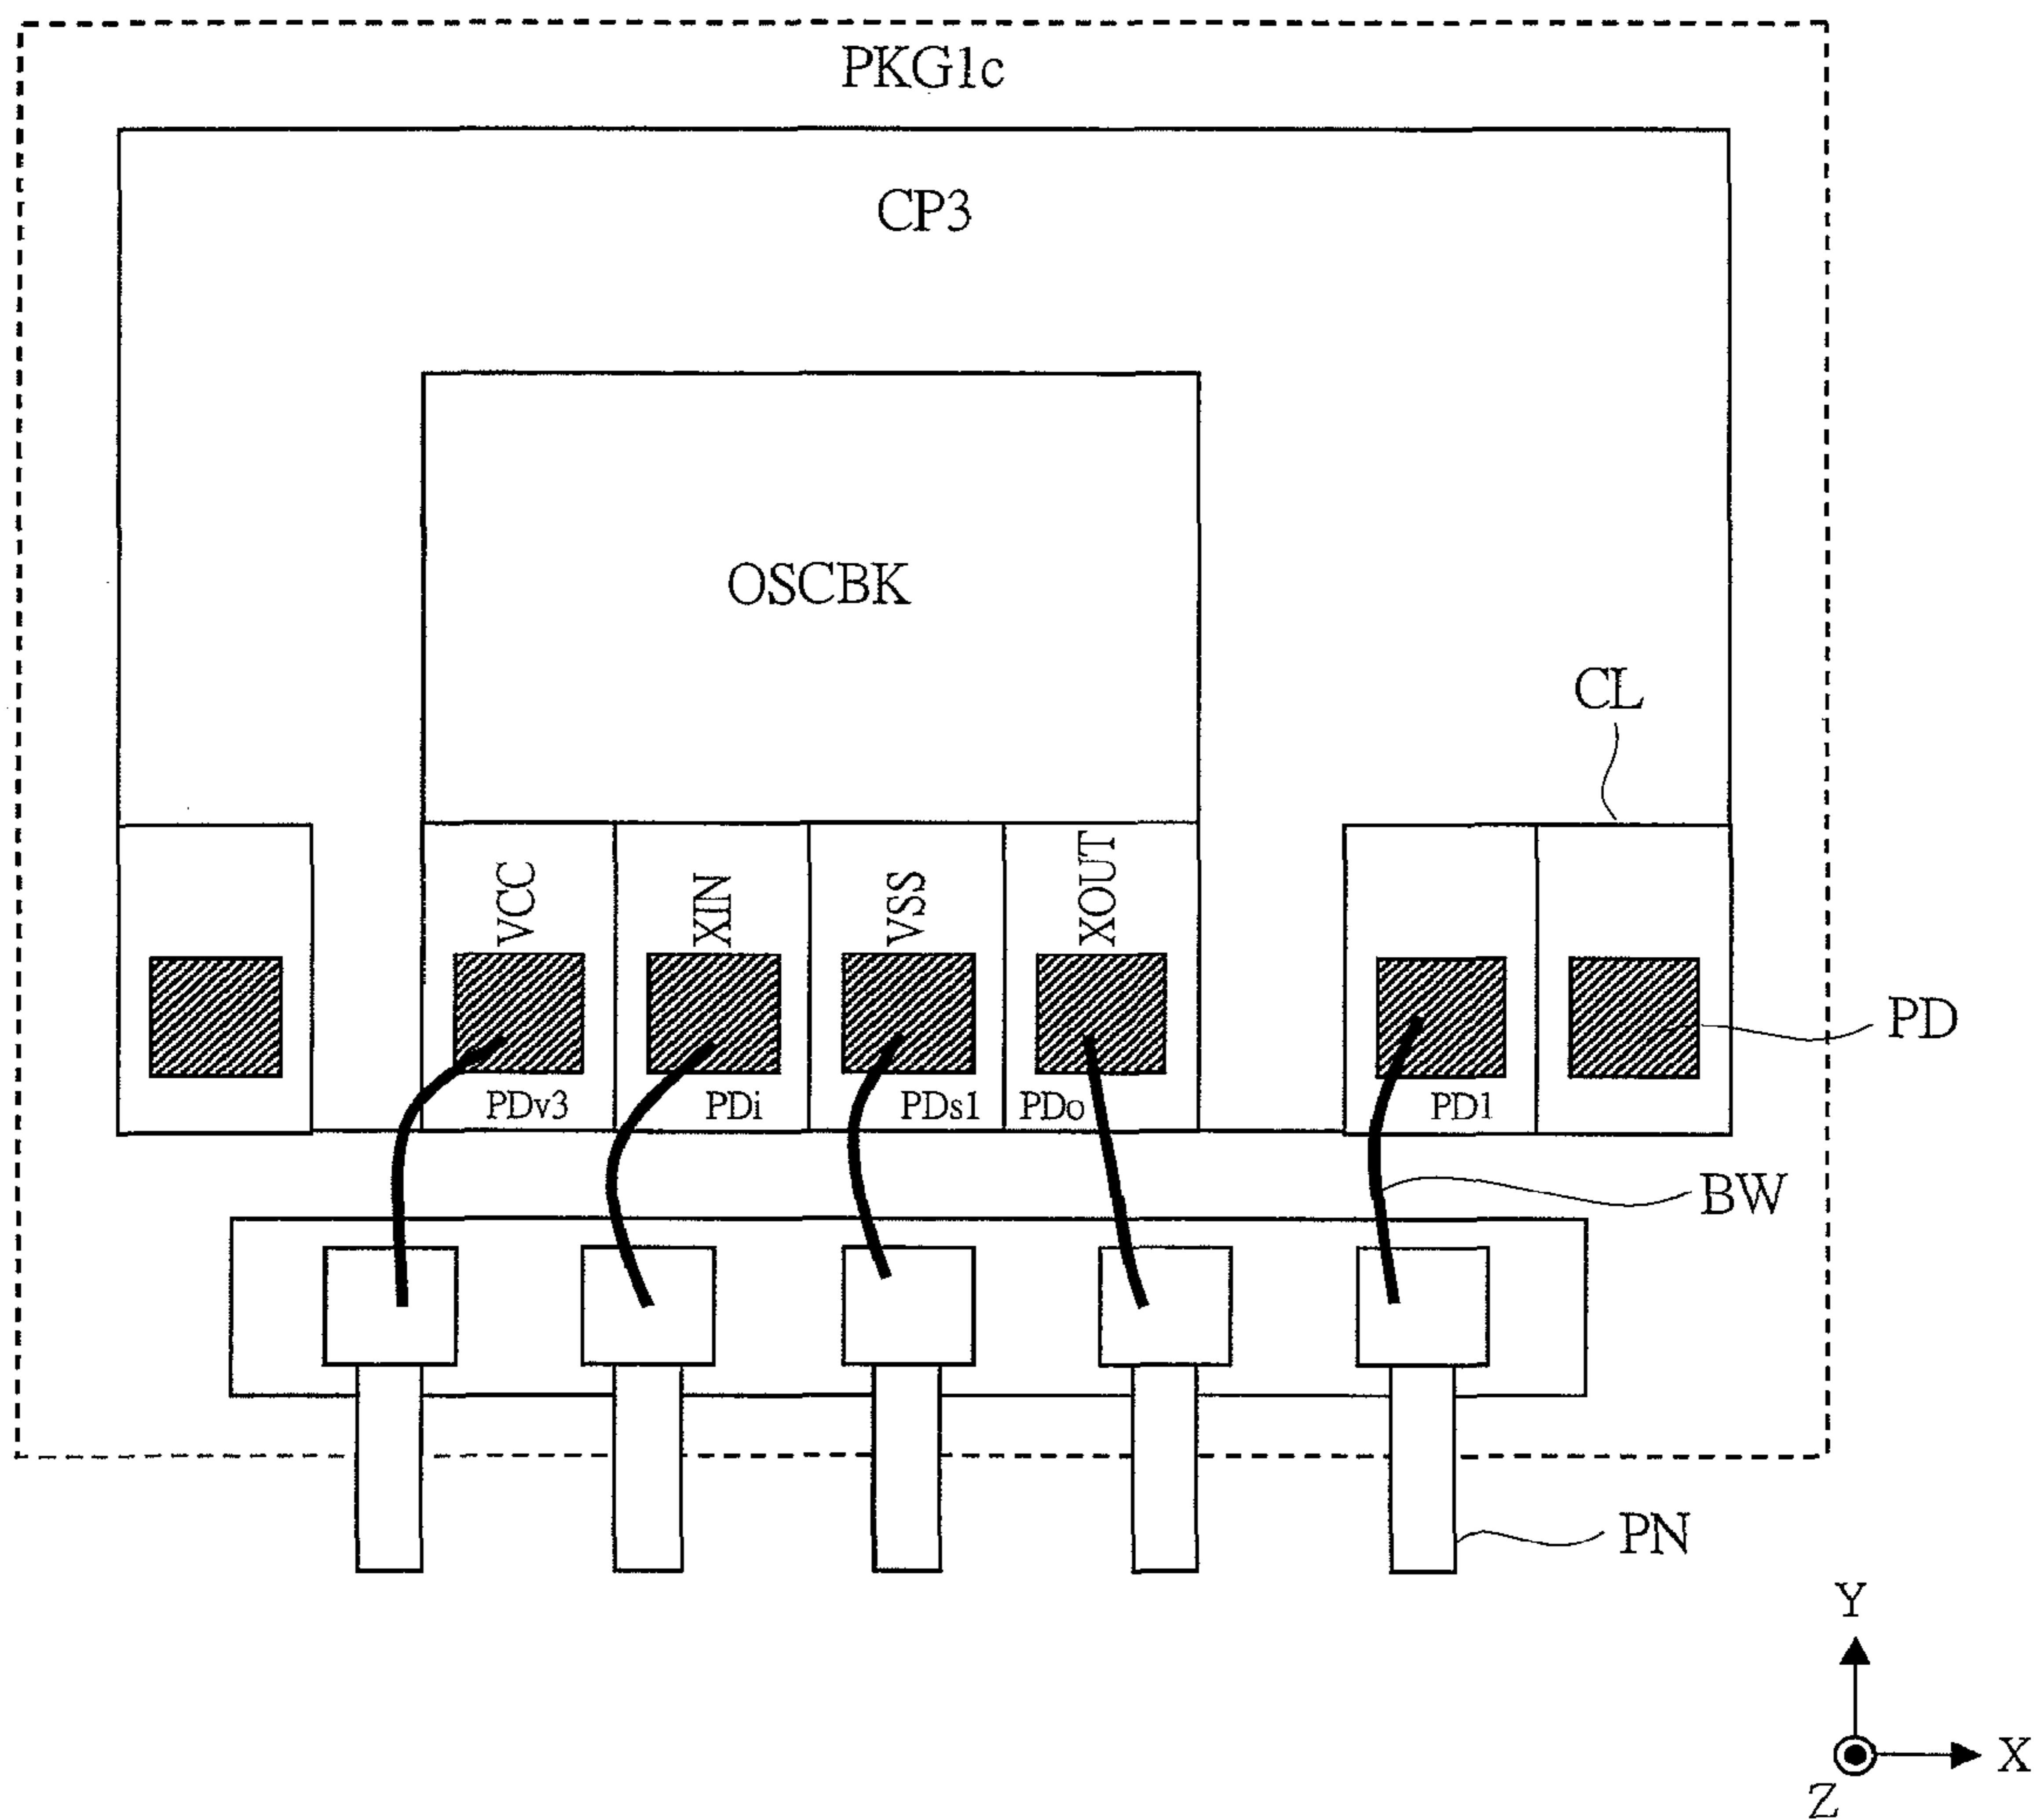 PKG1c
CP3
OSCBK
CL
VCC
XIN
VSS
XOUT
PD
PDv3
PDi
PDs1
PDo
PD1
BW
PN
Y
X
Z